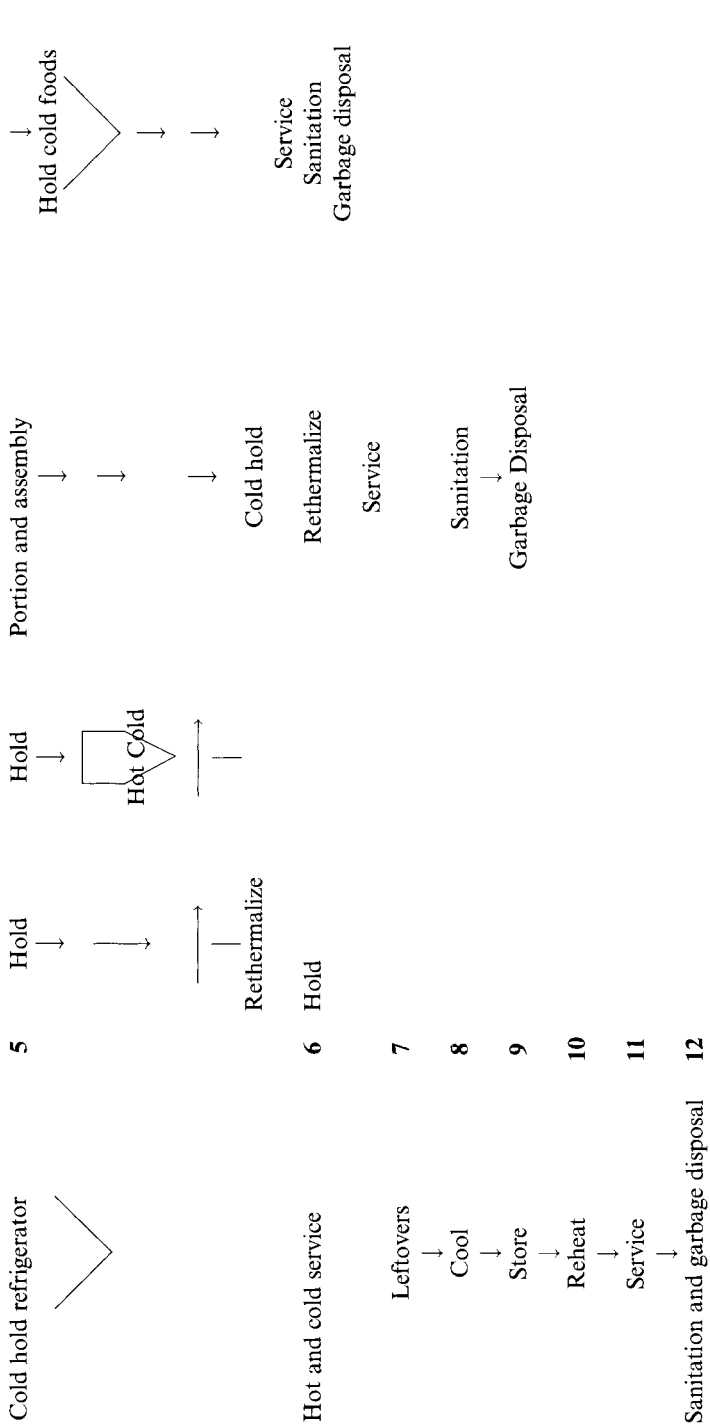 Cold hold refrigerator 5 Hold Hold Portion and assembly Hold cold foods
Hot Cold
Rethermalize Cold hold Service
Hot and cold service 6 Hold Rethermalize Sanitation
Service Garbage disposal
Leftovers 7
Cool 8 Sanitation
Store 9 Garbage Disposal
Reheat 10
Service 11
Sanitation and garbage disposal 12